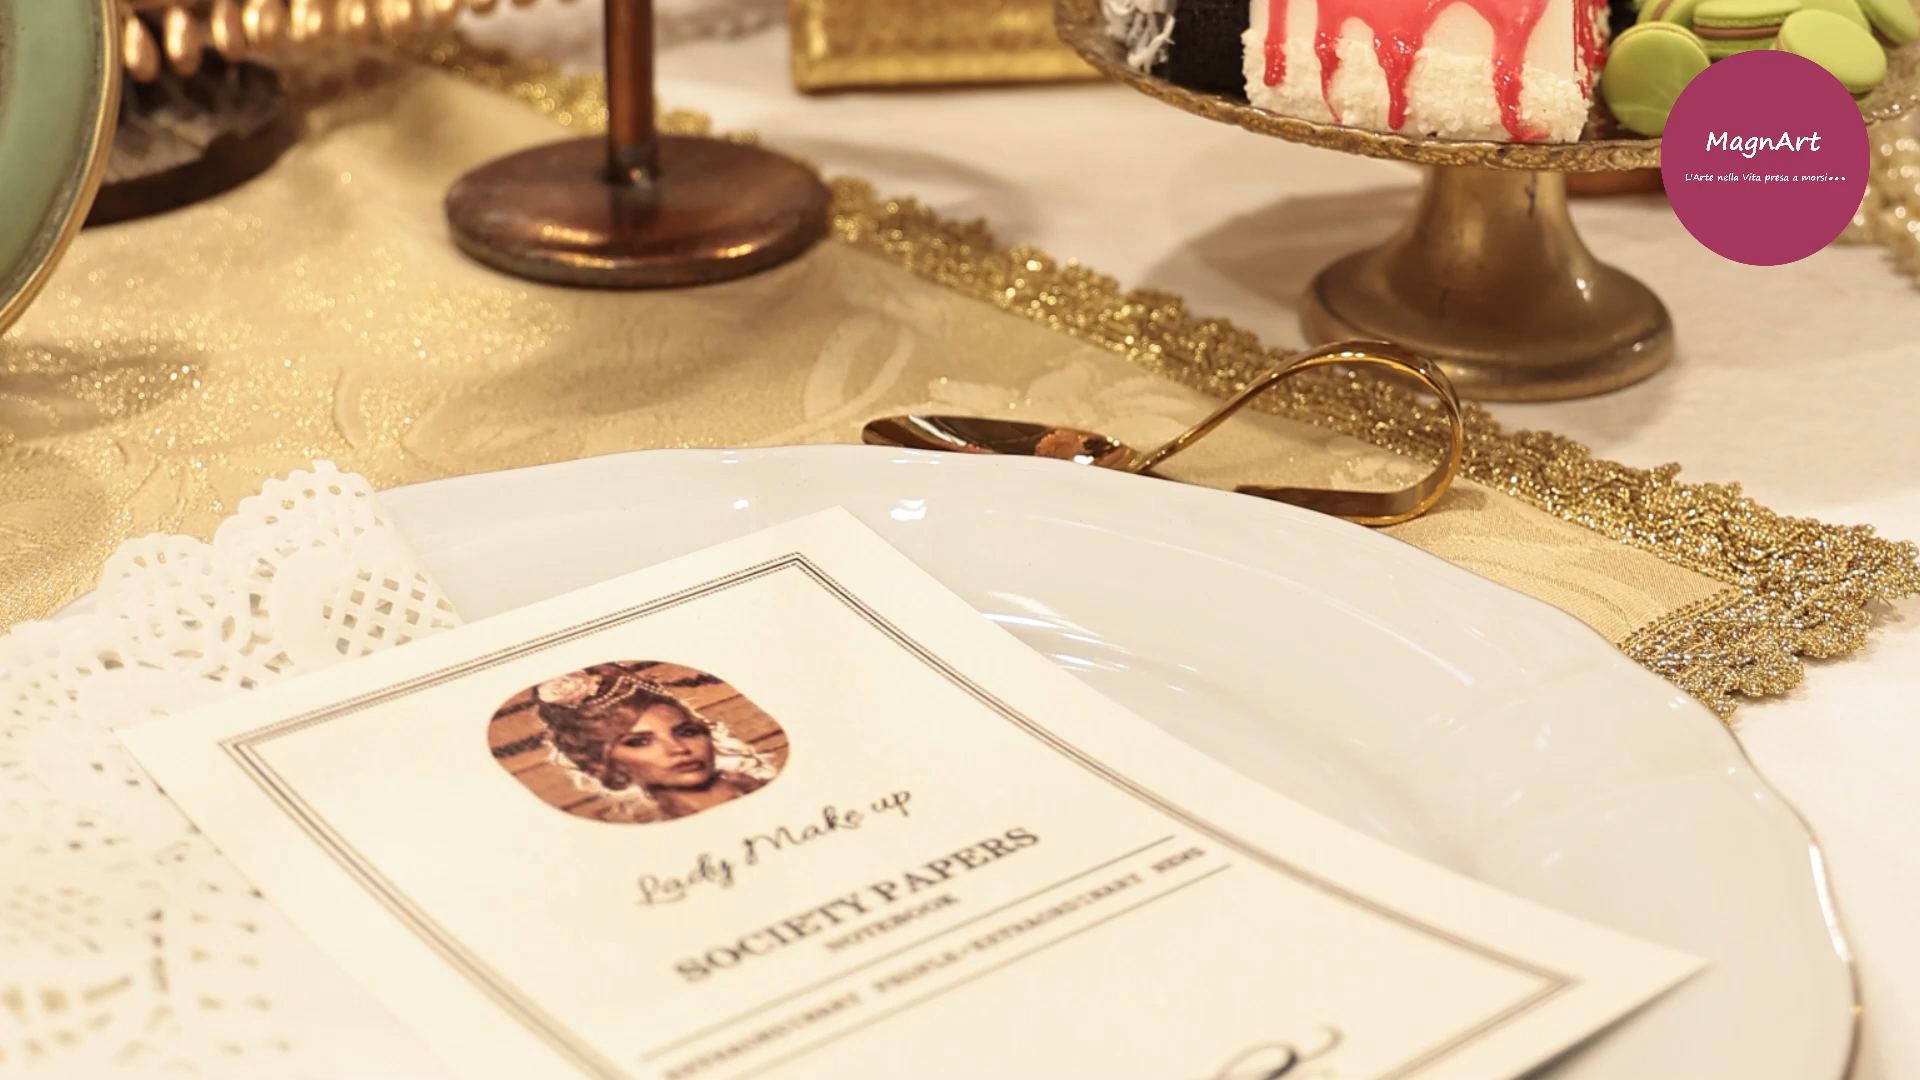 MagnArt
L'Arte nella Vita presa a morsi...
Lady Make up
SOCIETY PAPERS
NOTEBOOK
EXTRAORDINARY PEOPLE-EXTRAORDINARY NEWS